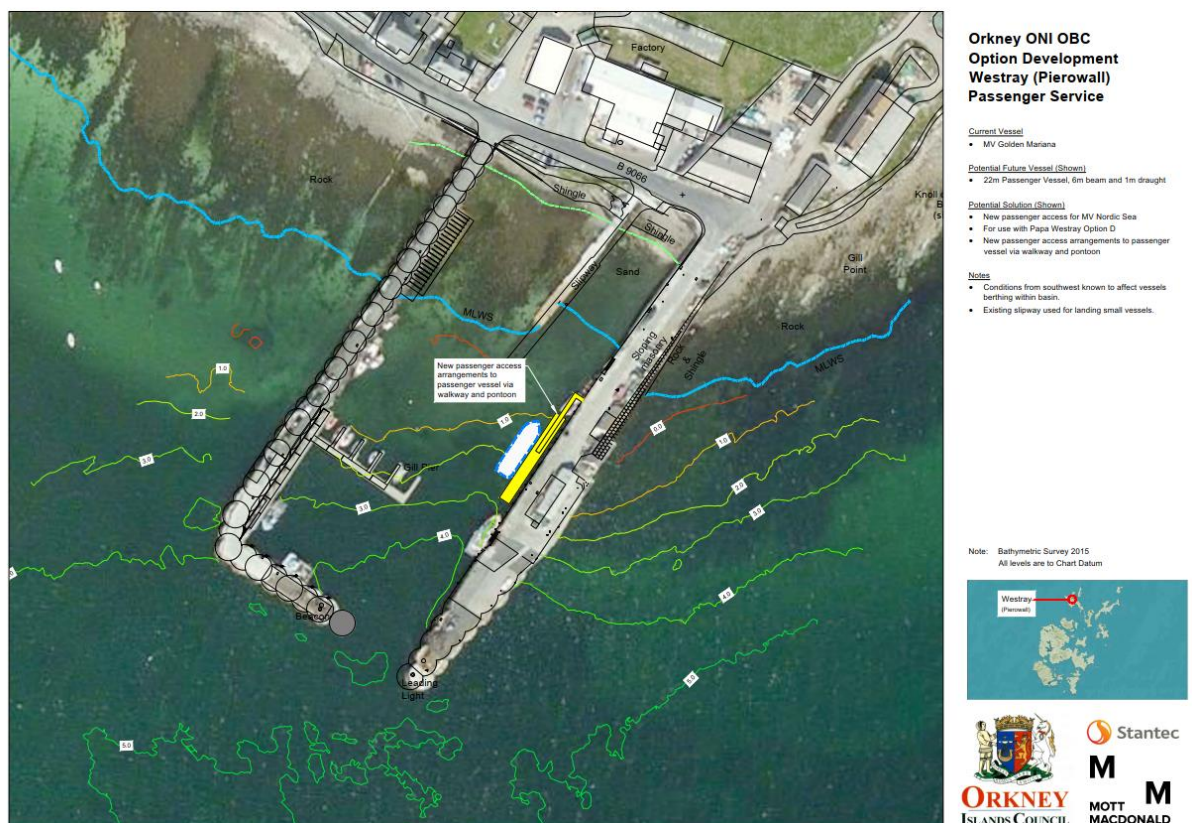 Orkney ONI OBC
Option Development
Westray (Pierowall)
Passenger Service
Current Vessel
• MV Golden Mariana
Potential Future Vessel (Shown)
• 22m Passenger Vessel, 6m beam and 1m draught
Potential Solution (Shown)
• New passenger access for MV Nordic Sea
• For use with Papa Westray Option D
• New passenger access arrangements to passenger
vessel via walkway and pontoon
Notes
• Conditions from southwest known to affect vessels
berthing within basin.
• Existing slipway used for landing small vessels.
Note: Bathymetric Survey 2015
All levels are to Chart Datum
Westray
(Pierowall)
ORKNEY
ISLANDS COUNCIL
Stantec
M
M
MOTT
MACDONALD
Factory
B 9066
Rock
Shingle
Shingle
Slipway
Sand
Gill
Point
MLWS
Sloping
Masonry
Rock
&
Shingle
Rock
MLWS
New passenger access
arrangements to
passenger vessel via
walkway and pontoon
Gill Pier
Beacon
Leading
Light
1.0
2.0
3.0
1.0
3.0
4.0
0.0
1.0
2.0
3.0
4.0
5.0
5.0